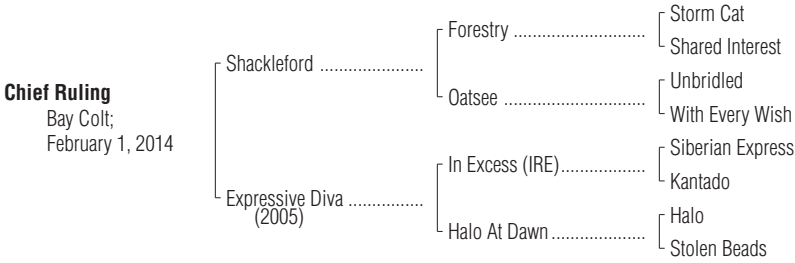 Storm Cat
Forestry ............................
Shared Interest
Shackleford ......................
Unbridled
Oatsee .............................
With Every Wish
Chief Ruling
Bay Colt;
February 1, 2014
Siberian Express
In Excess (IRE)..................
Kantado
Expressive Diva ................
(2005)
Halo
Halo At Dawn....................
Stolen Beads